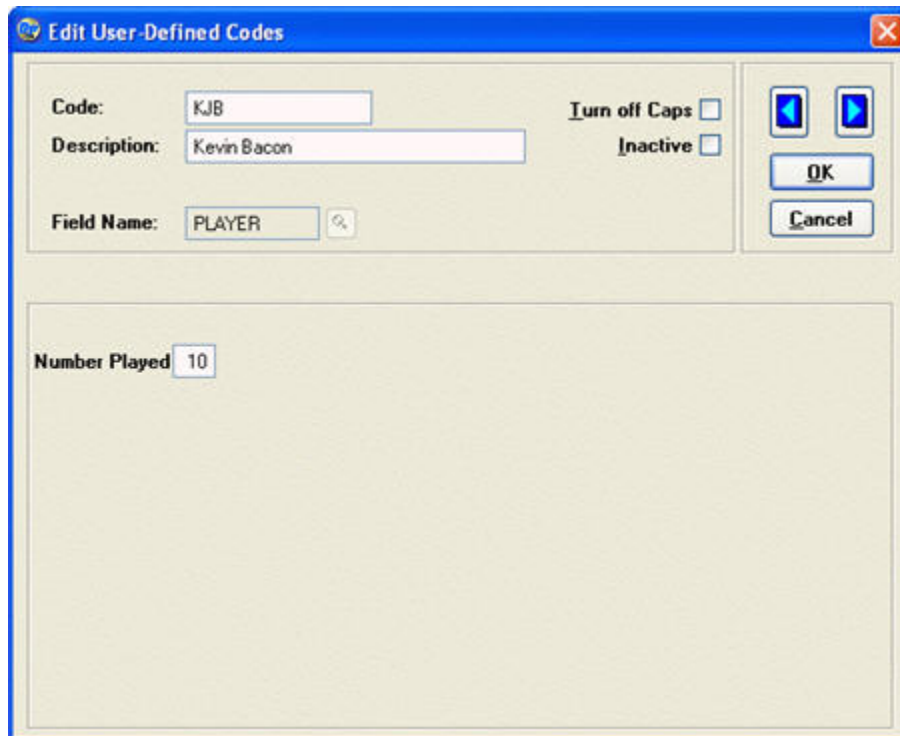 Edit User-Defined Codes
Code: KJB Turn off Caps
Description: Kevin Bacon Inactive
OK
Field Name: PLAYER Cancel
Number Played 10